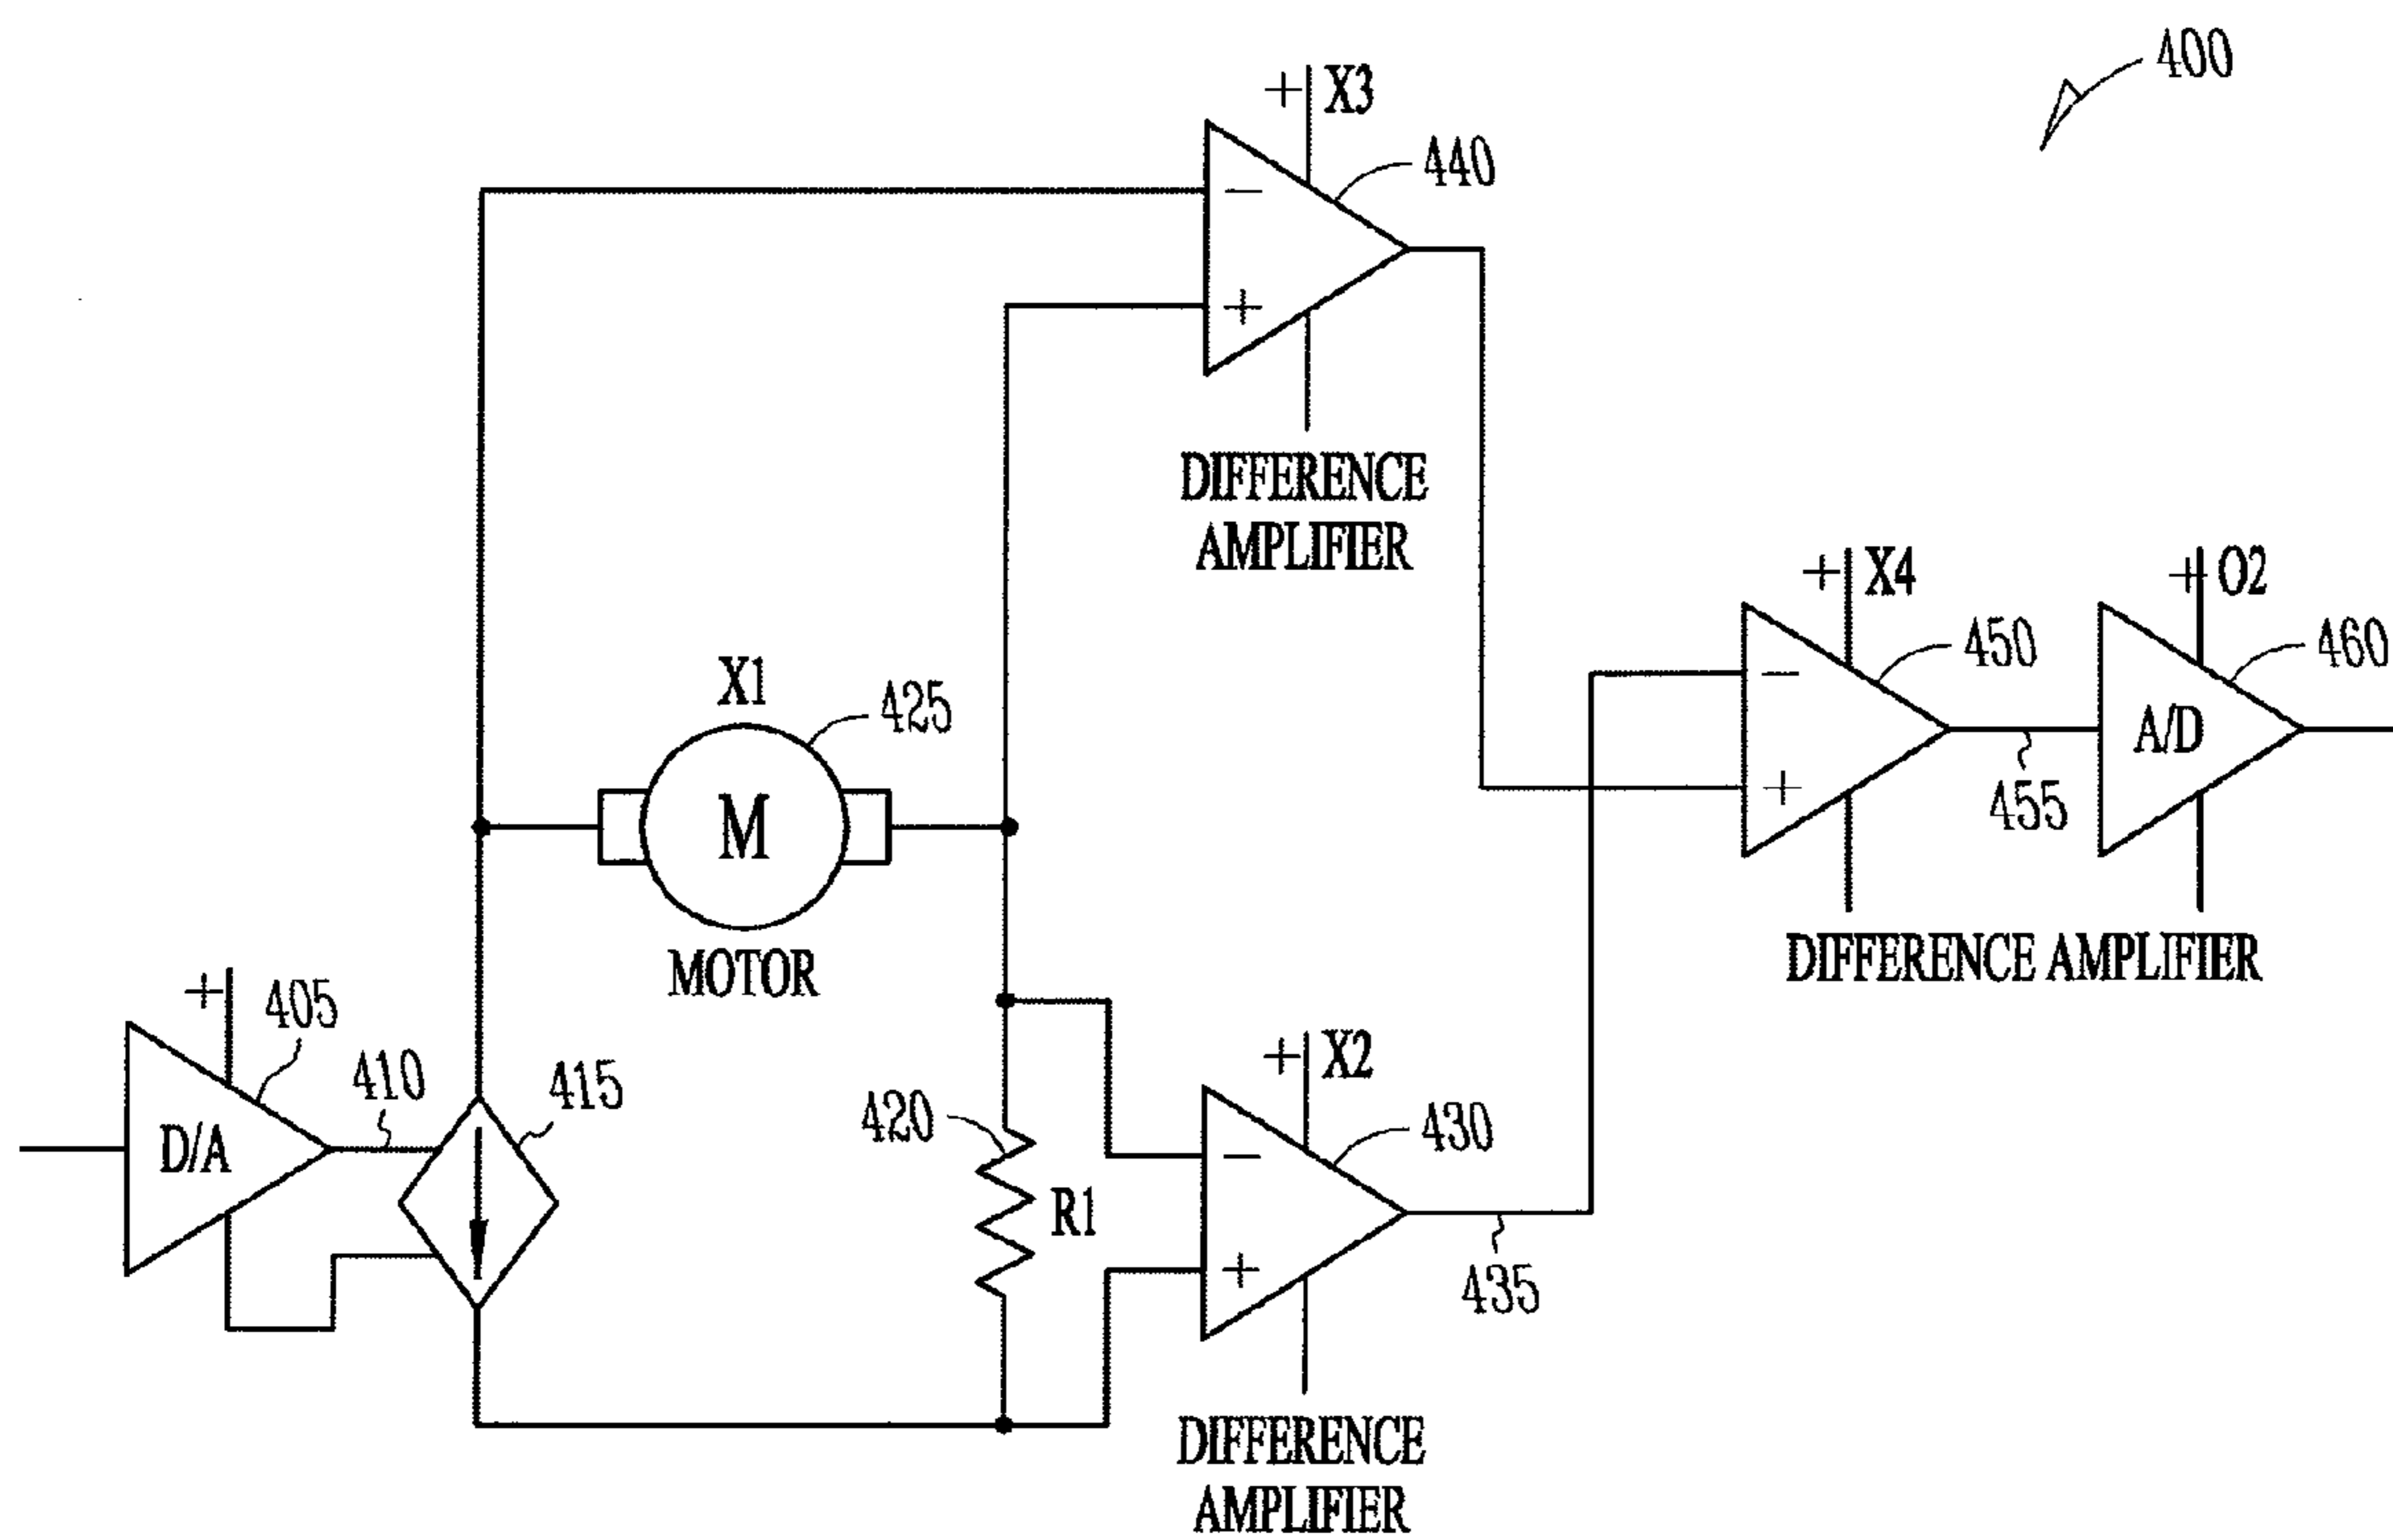 400
+ X3
440
−
+
DIFFERENCE
AMPLIFIER
+ X4
+ O2
450
460
X1
425
−
A/D
M
+
455
MOTOR
DIFFERENCE AMPLIFIER
+
405
+ X2
410
415
420
430
D/A
−
R1
+
435
DIFFERENCE
AMPLIFIER